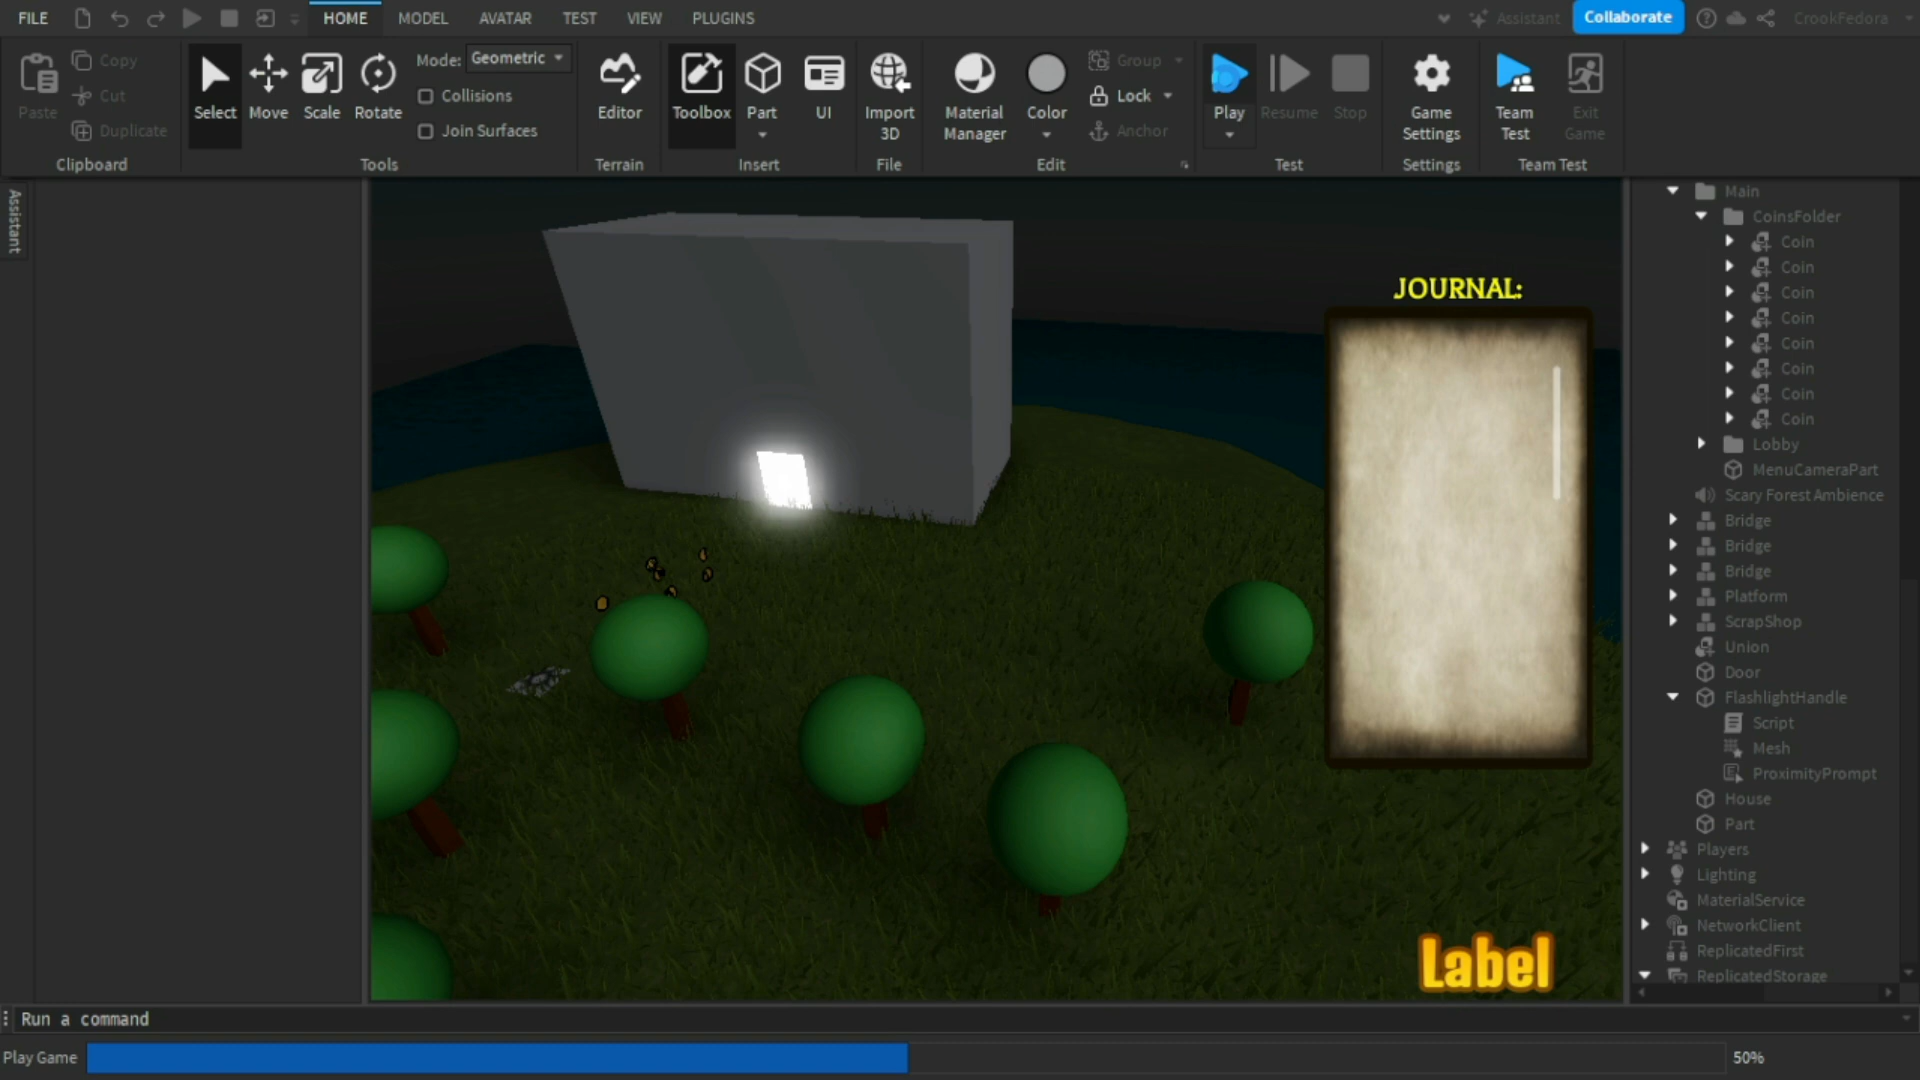 FILE HOME MODEL AVATAR TEST VIEW PLUGINS Assistant Collaborate CrookFedora
Paste
Copy
Cut
Duplicate
Clipboard
Select
Move
Scale
Rotate
Mode: Geometric
Collisions
Join Surfaces
Tools
Editor
Terrain
Toolbox
Part
UI
Insert
Import
3D
File
Material
Manager
Color
Group
Lock
Anchor
Edit
Play
Resume
Stop
Test
Game
Settings
Settings
Team
Test
Exit
Game
Team Test
Assistant
JOURNAL:
Label
Main
CoinsFolder
Coin
Coin
Coin
Coin
Coin
Coin
Coin
Coin
Lobby
MenuCameraPart
Scary Forest Ambience
Bridge
Bridge
Bridge
Platform
ScrapShop
Union
Door
FlashlightHandle
Script
Mesh
ProximityPrompt
House
Part
Players
Lighting
MaterialService
NetworkClient
ReplicatedFirst
ReplicatedStorage
Run a command
Play Game 50%